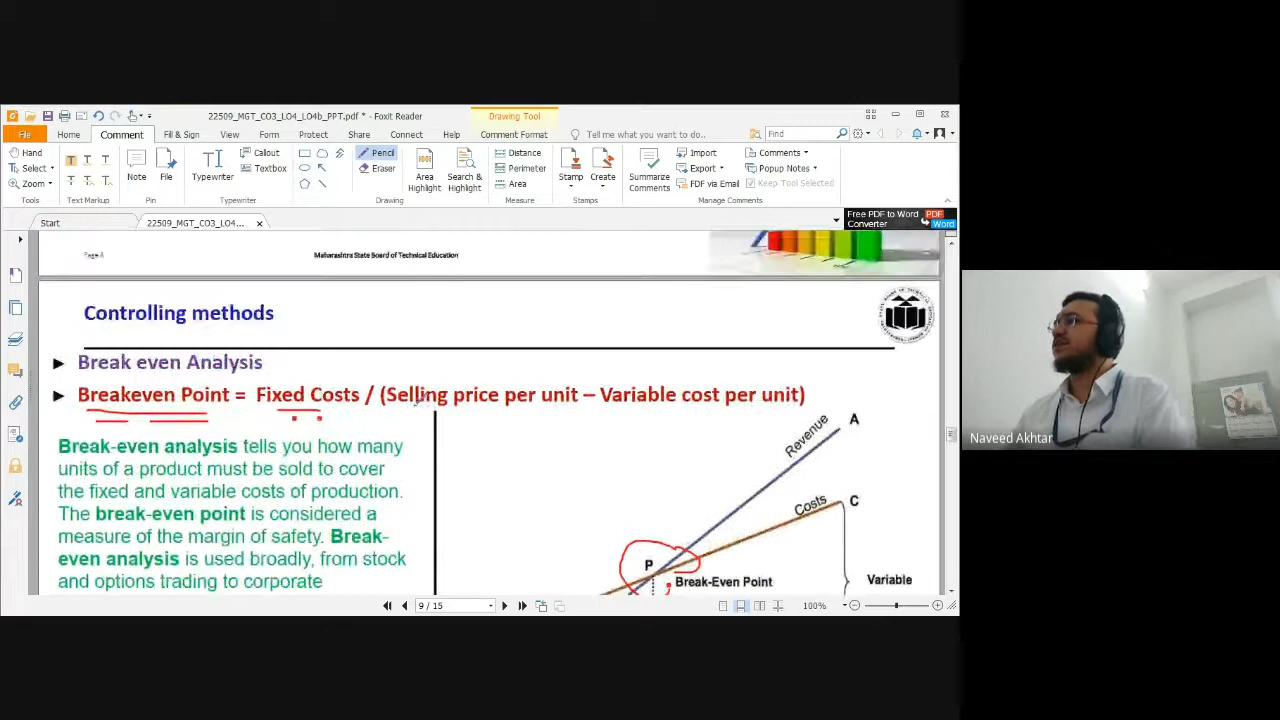 22509_MGT_CO3_LO4_LO4b_PPT.pdf * - Foxit Reader
Drawing Tool
File Home Comment Fill & Sign View Form Protect Share Connect Help Comment Format Tell me what you want to do.. Find
Hand
Select
Zoom
Tools
Text Markup
Note
File
Pin
Typewriter
Callout
Textbox
Typewriter
Pencil
Eraser
Area Highlight
Search & Highlight
Drawing
Distance
Perimeter
Area
Measure
Stamp
Create
Stamps
Summarize Comments
Import
Export
FDF via Email
Comments
Popup Notes
Keep Tool Selected
Manage Comments
Start
22509_MGT_CO3_LO4...
Free PDF to Word Converter
PDF
Word
Maharashtra State Board of Technical Education
Controlling methods
Break even Analysis
Breakeven Point = Fixed Costs / (Selling price per unit – Variable cost per unit)
Break-even analysis tells you how many
units of a product must be sold to cover
the fixed and variable costs of production.
The break-even point is considered a
measure of the margin of safety. Break-
even analysis is used broadly, from stock
and options trading to corporate
Revenue
A
Costs
C
P
Break-Even Point
Variable
9 / 15
100%
Naveed Akhtar